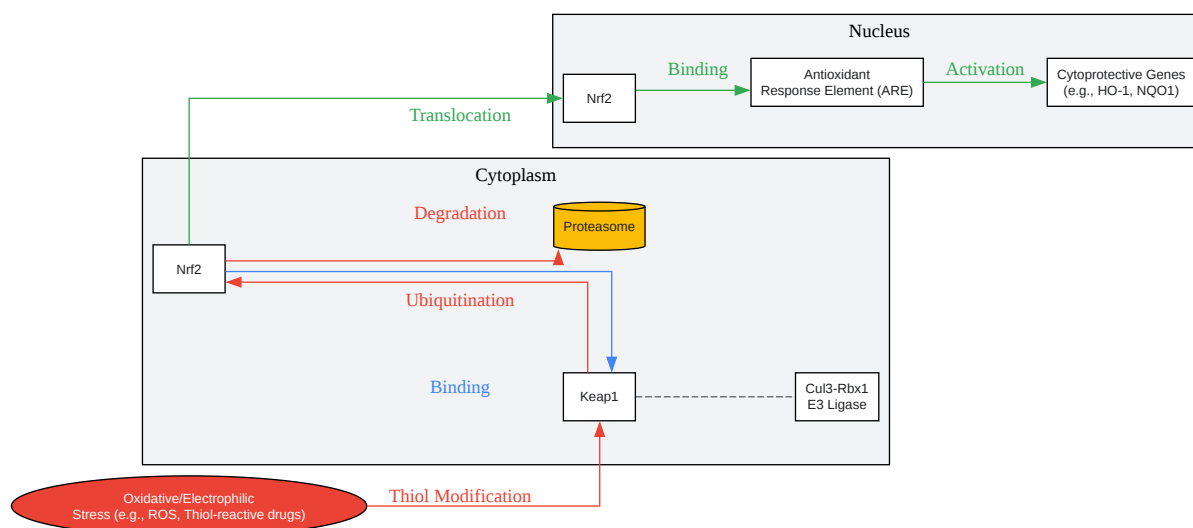 Nucleus
Binding
Antioxidant
Response Element (ARE)
Activation
Cytoprotective Genes
(e.g., HO-1, NQO1)
Nrf2
Translocation
Cytoplasm
Degradation
Proteasome
Nrf2
Ubiquitination
Binding
Keap1
Cul3-Rbx1
E3 Ligase
Oxidative/Electrophilic
Stress (e.g., ROS, Thiol-reactive drugs)
Thiol Modification